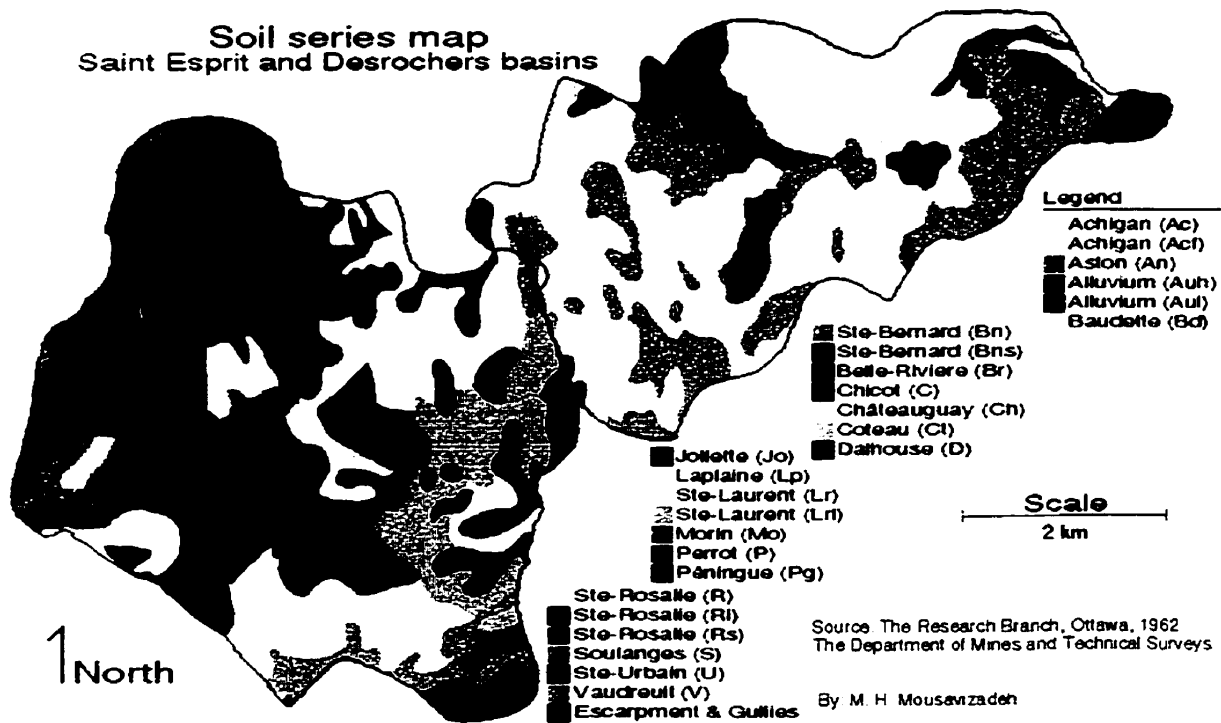 Soil series map
Saint Esprit and Desrochers basins
Legend
Achigan (Ac)
Achigan (Acf)
Aston (An)
Alluvium (Auh)
Alluvium (Aul)
Baudette (Bd)
Ste-Bernard (Bn)
Ste-Bernard (Bns)
Belle-Riviere (Br)
Chicot (C)
Châteauguay (Ch)
Coteau (Ct)
Dalhouse (D)
Joliette (Jo)
Laplaine (Lp)
Ste-Laurent (Lr)
Ste-Laurent (Lrl)
Morin (Mo)
Perrot (P)
Péningue (Pg)
Ste-Rosalie (R)
Ste-Rosalie (Rl)
Ste-Rosalie (Rs)
Soulanges (S)
Ste-Urbain (U)
Vaudreuil (V)
Escarpment & Gullies
Scale
2 km
North
Source: The Research Branch, Ottawa, 1962
The Department of Mines and Technical Surveys
By: M. H. Mousavizadeh